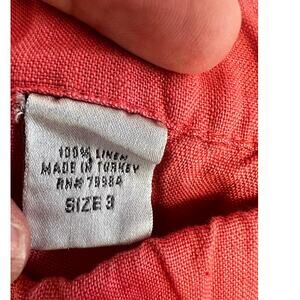 100% LINEN
MADE IN TURKEY
RN# 79984
SIZE 3